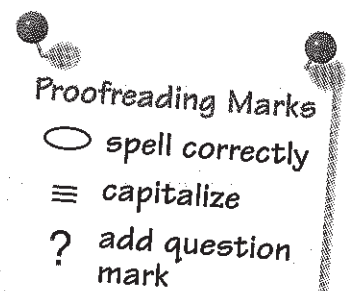 Proofreading Marks
spell correctly
≡ capitalize
? add question
mark